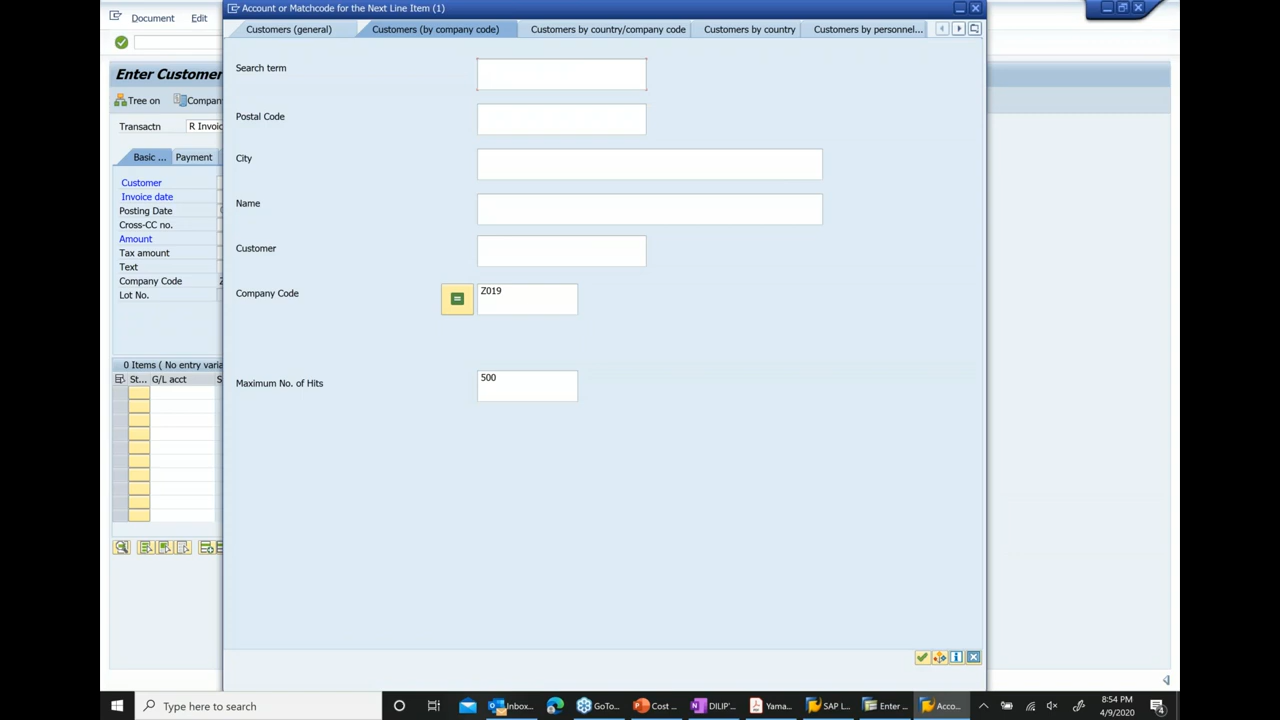 Account or Matchcode for the Next Line Item (1)
Document Edit
Customers (general) Customers (by company code) Customers by country/company code Customers by country Customers by personnel...
Enter Customer
Tree on Company
Transactn R Invoic
Basic ... Payment
Customer
Invoice date
Posting Date
Cross-CC no.
Amount
Tax amount
Text
Company Code Z
Lot No.
0 Items ( No entry varia
St... G/L acct S
Search term
Postal Code
City
Name
Customer
Company Code Z019
Maximum No. of Hits 500
Type here to search
Inbox... GoTo... Cost ... DILIP'... Yama... SAP L... Enter ... Acco...
8:54 PM
4/9/2020
4